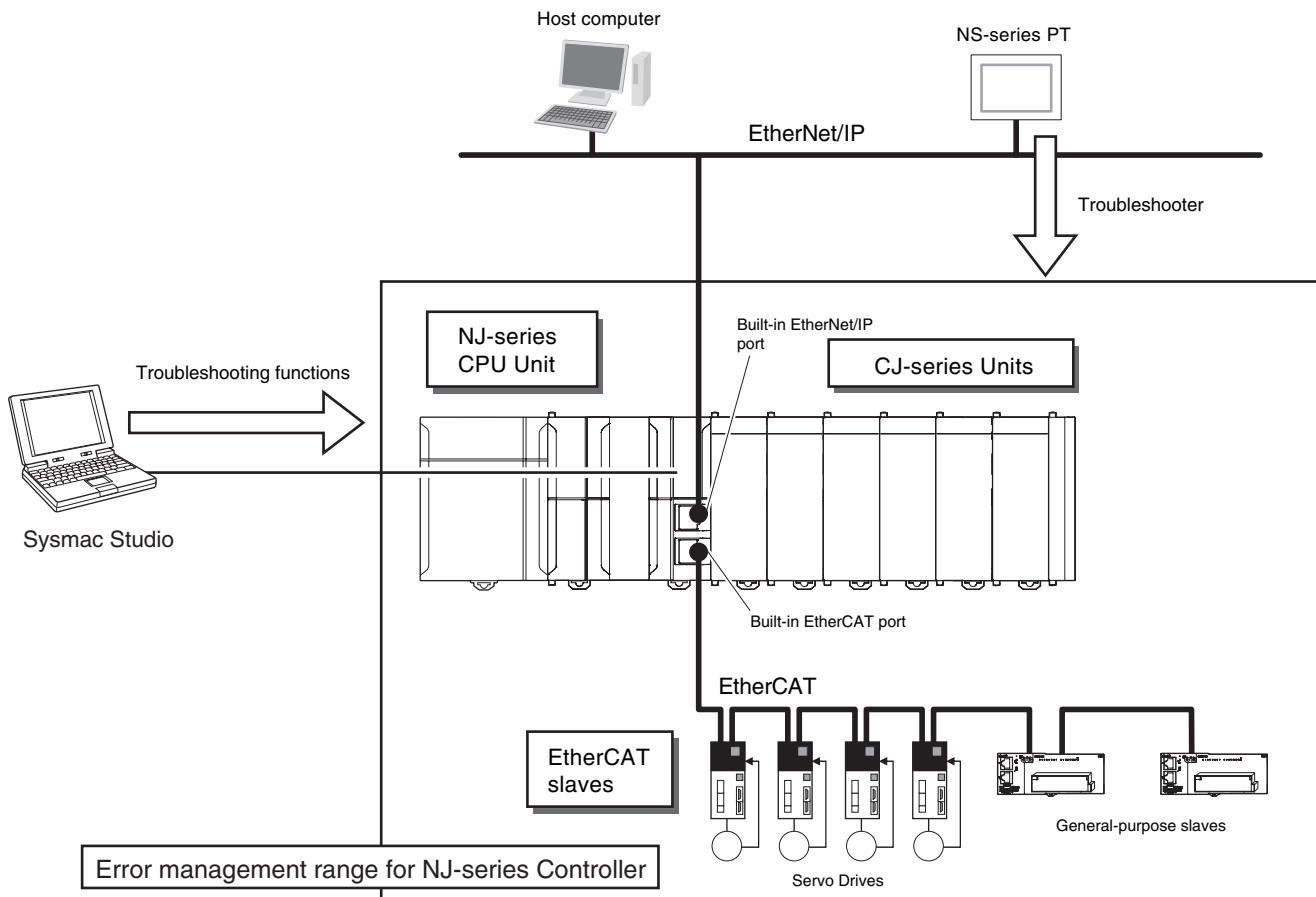 Host computer
NS-series PT
EtherNet/IP
Troubleshooter
NJ-series
CPU Unit
Built-in EtherNet/IP
port
CJ-series Units
Troubleshooting functions
Sysmac Studio
Built-in EtherCAT port
EtherCAT
EtherCAT
slaves
General-purpose slaves
Servo Drives
Error management range for NJ-series Controller